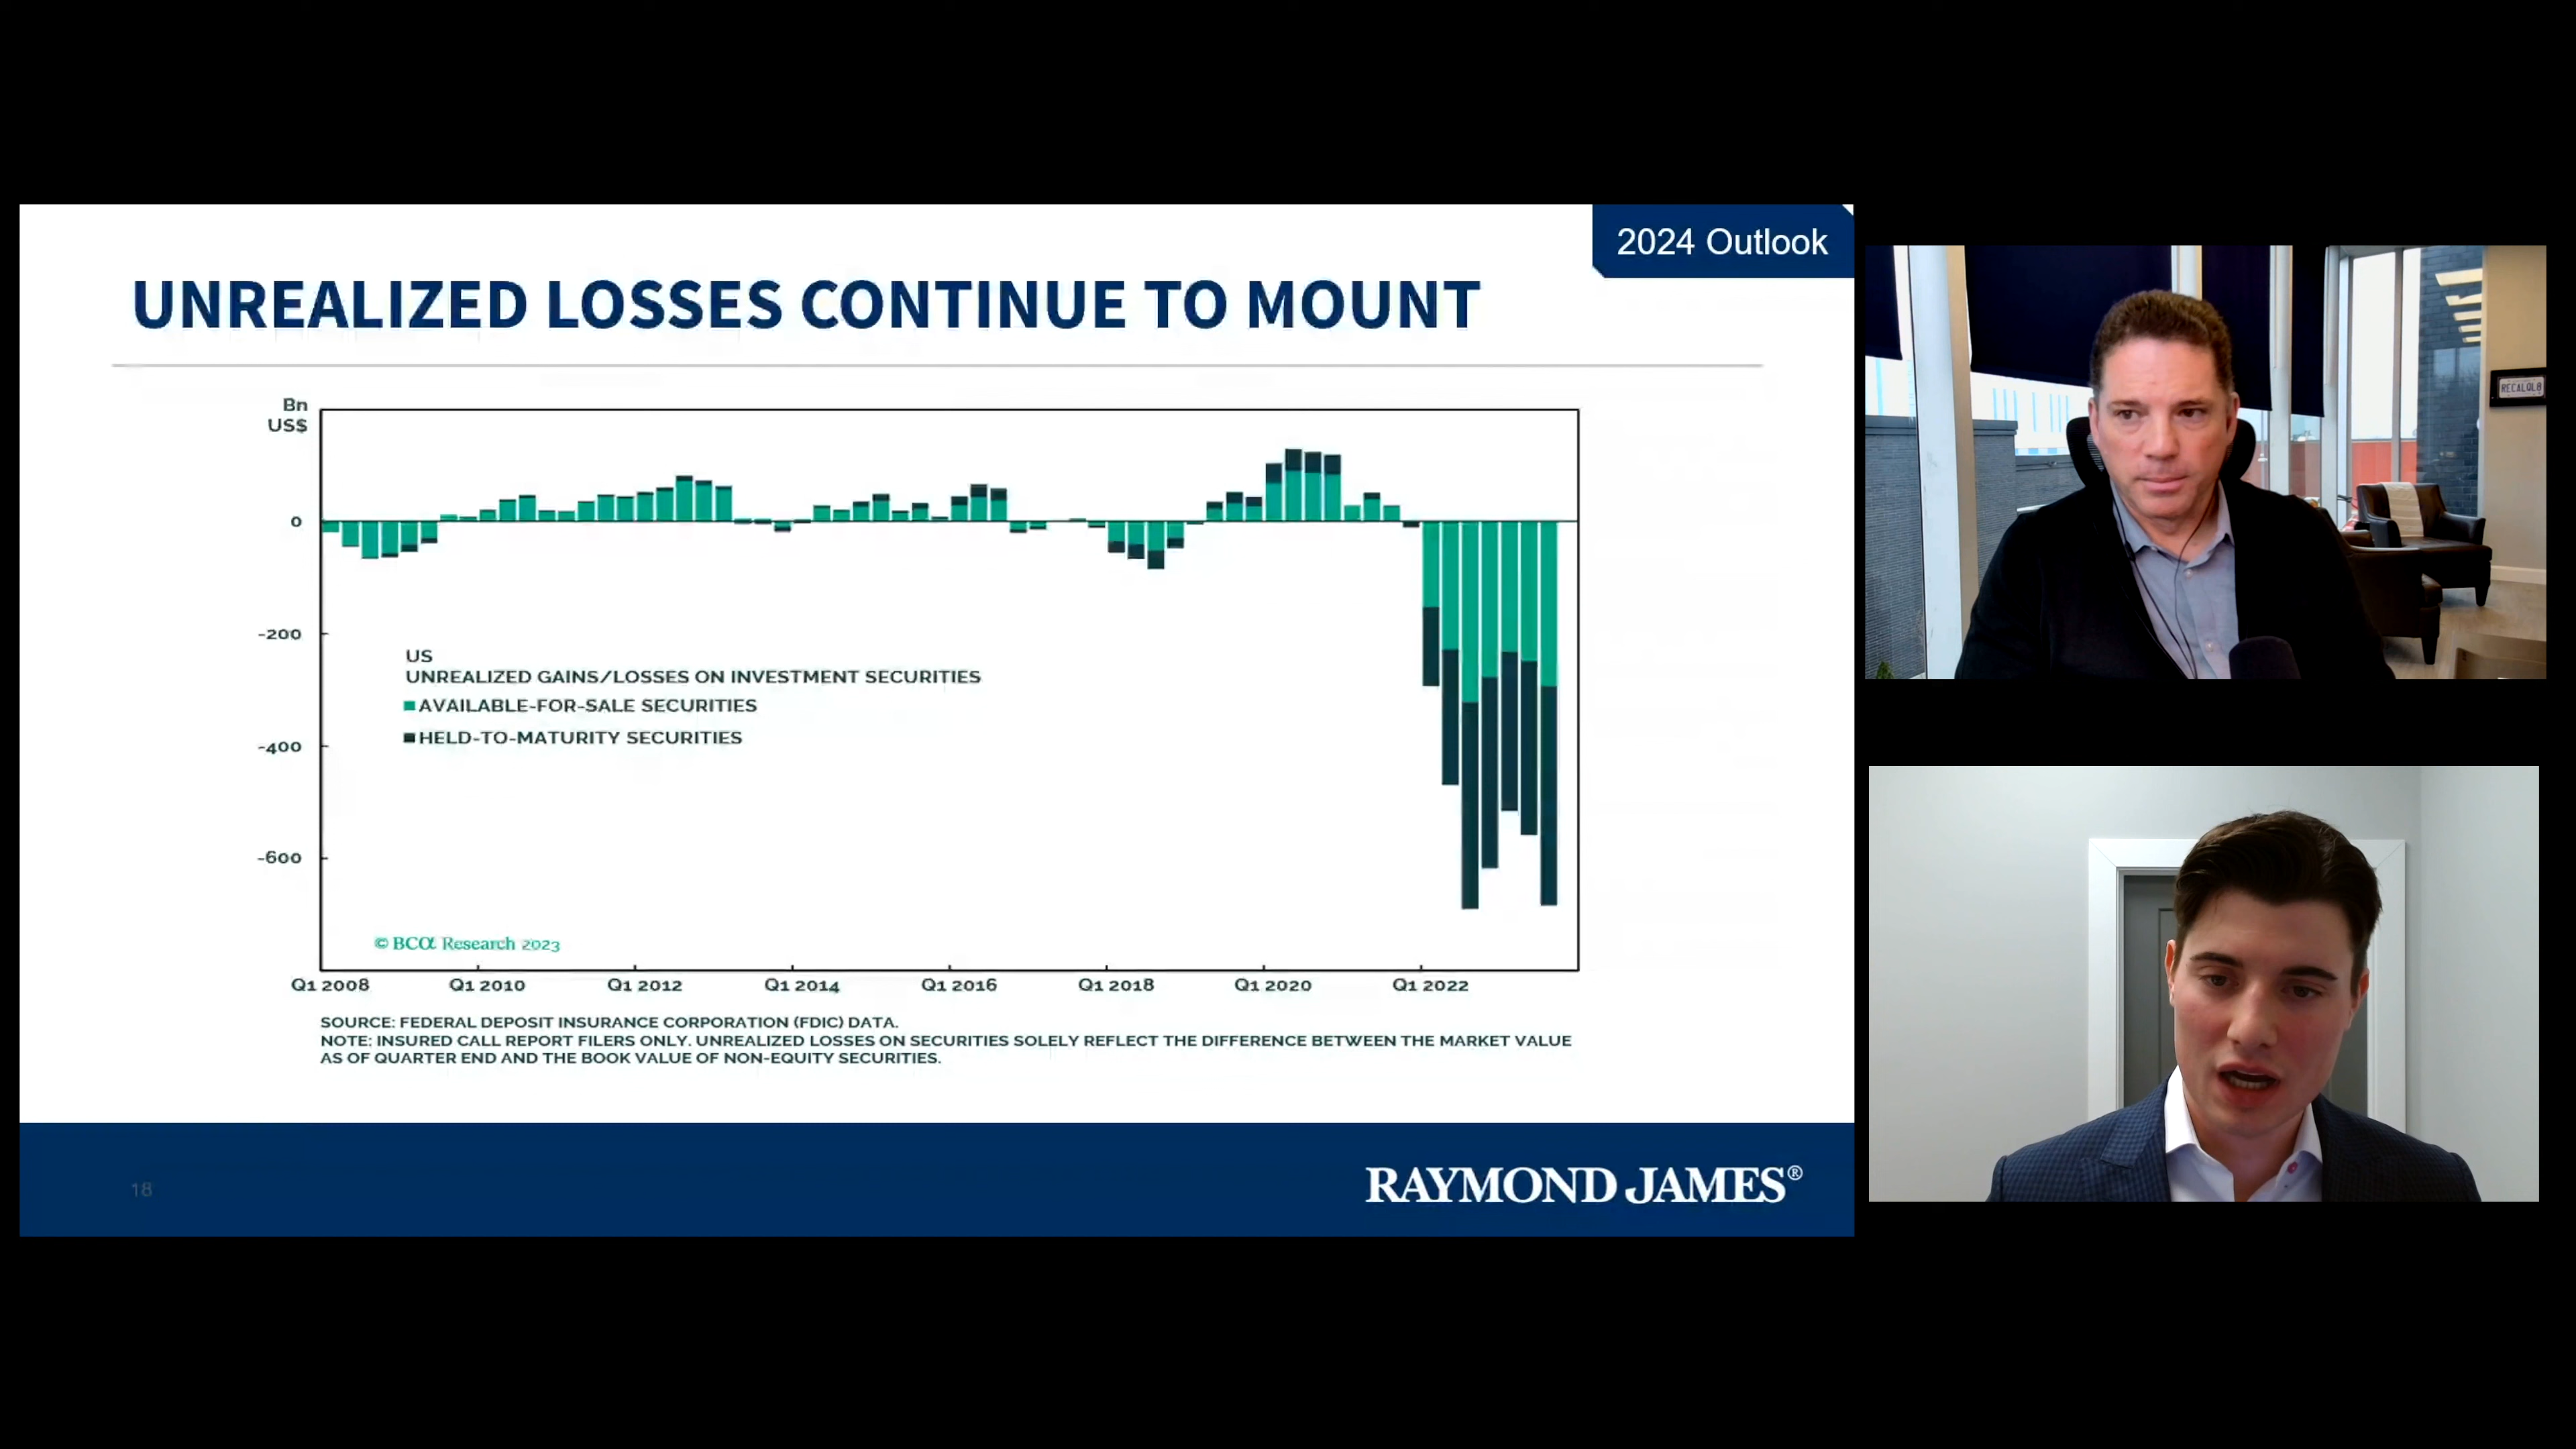 2024 Outlook
UNREALIZED LOSSES CONTINUE TO MOUNT
Bn
US$
0
-200
-400
-600
US
UNREALIZED GAINS/LOSSES ON INVESTMENT SECURITIES
AVAILABLE-FOR-SALE SECURITIES
HELD-TO-MATURITY SECURITIES
© BCα Research 2023
Q1 2008 Q1 2010 Q1 2012 Q1 2014 Q1 2016 Q1 2018 Q1 2020 Q1 2022
SOURCE: FEDERAL DEPOSIT INSURANCE CORPORATION (FDIC) DATA.
NOTE: INSURED CALL REPORT FILERS ONLY. UNREALIZED LOSSES ON SECURITIES SOLELY REFLECT THE DIFFERENCE BETWEEN THE MARKET VALUE
AS OF QUARTER END AND THE BOOK VALUE OF NON-EQUITY SECURITIES.
18
RAYMOND JAMES®